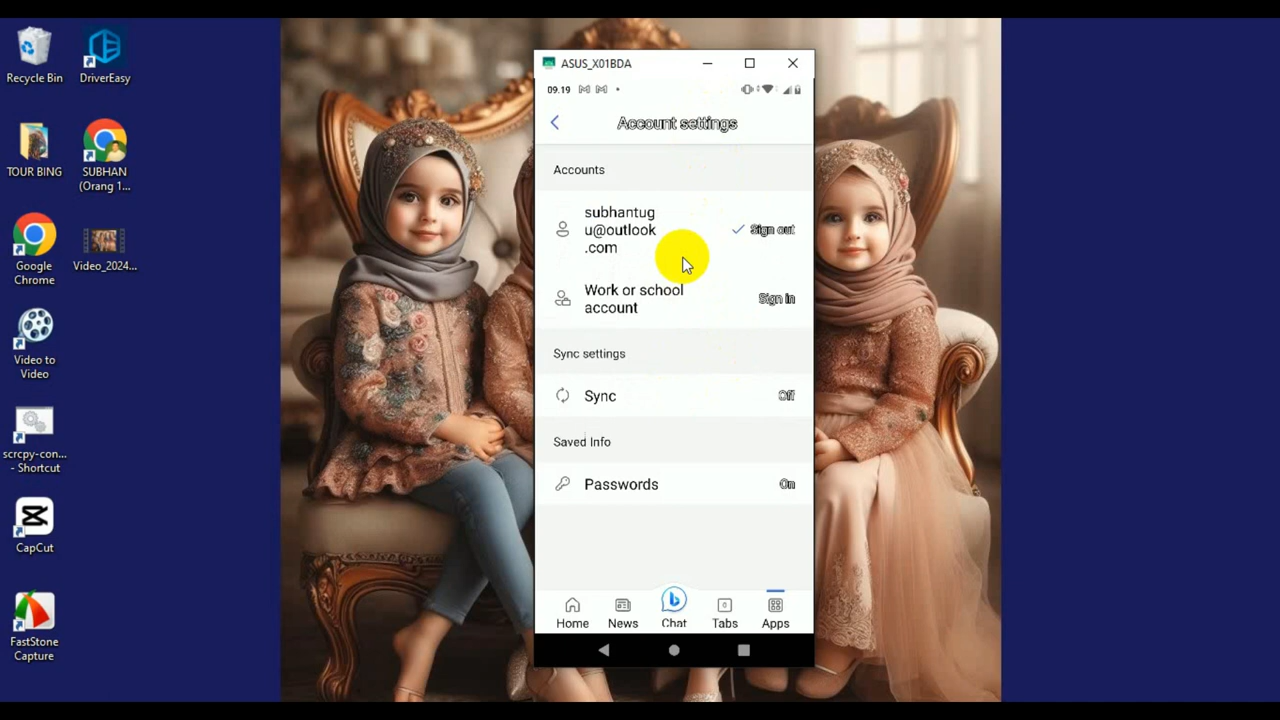 Recycle Bin
DriverEasy
TOUR BING
SUBHAN
(Orang 1...
Google
Chrome
Video_2024...
Video to
Video
scrcpy-con...
- Shortcut
CapCut
FastStone
Capture
ASUS_X01BDA
09.19
Account settings
Accounts
subhantug
u@outlook
.com
Sign out
Work or school
account
Sign in
Sync settings
Sync
Off
Saved Info
Passwords
On
Home
News
Chat
0
Tabs
Apps